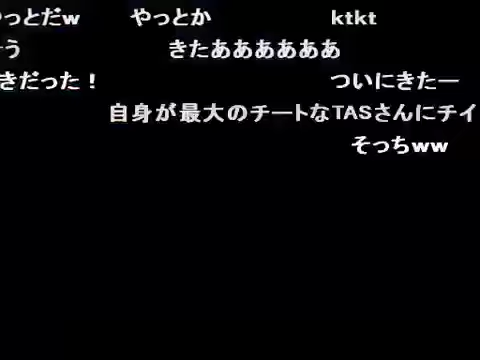 っとだw やっとか ktkt
う きたあああああああ
きだった! ついにきたー
自身が最大のチートなTASさんにチイ
そっちww